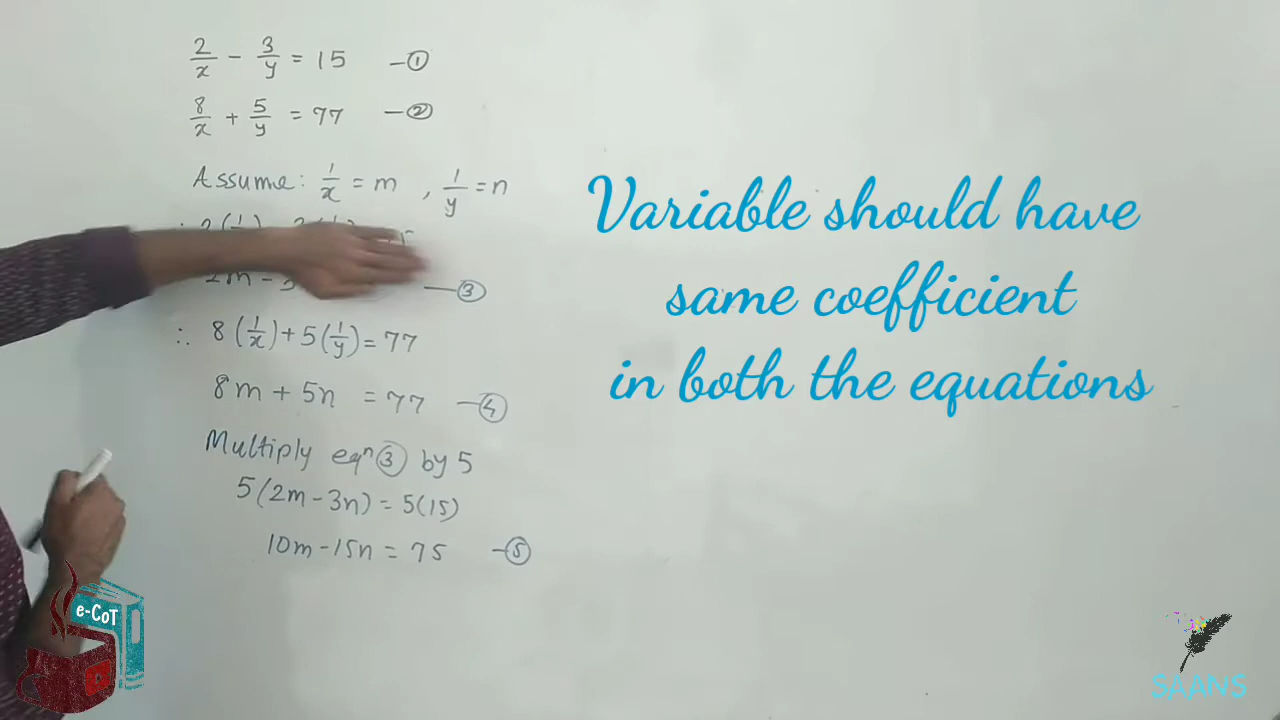 2/x - 3/y = 15 —①
8/x + 5/y = 77 —②
Assume: 1/x = m , 1/y = n
2m - 3 —③
∴ 8(1/x) + 5(1/y) = 77
8m + 5n = 77 —④
Multiply eqⁿ ③ by 5
5(2m - 3n) = 5(15)
10m - 15n = 75 —⑤
Variable should have
same coefficient
in both the equations
e-CoT
SAANS